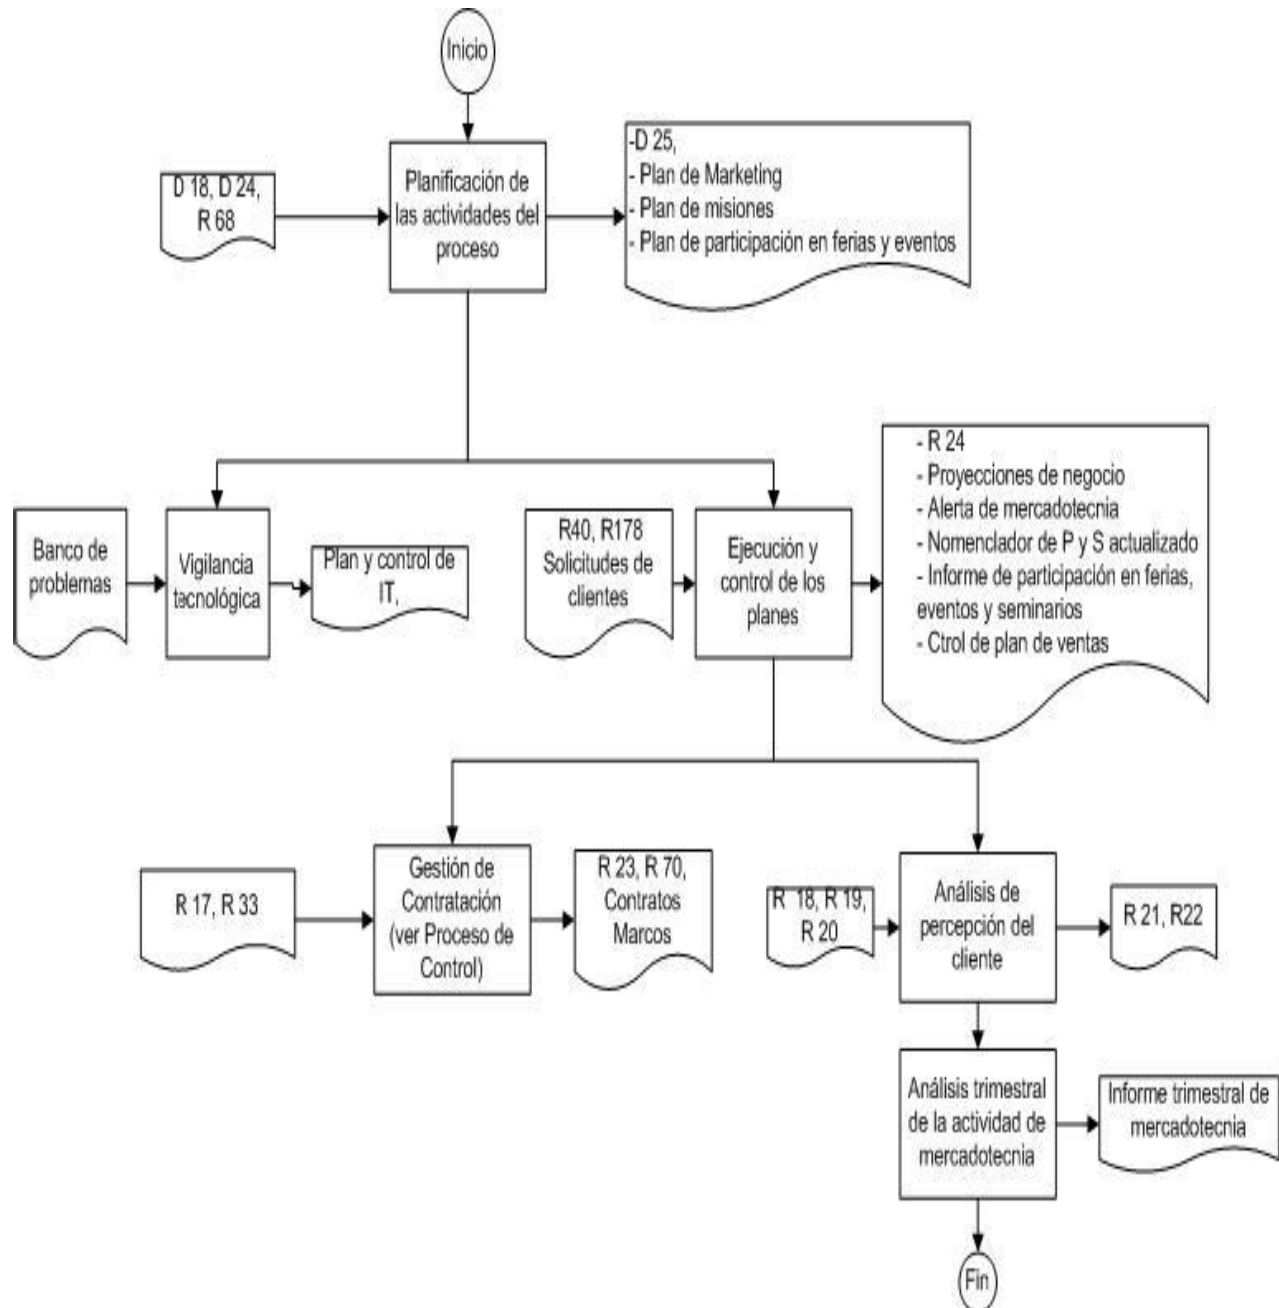 Inicio
D 18, D 24,
R 68
Planificación de
las actividades del
proceso
-D 25,
- Plan de Marketing
- Plan de misiones
- Plan de participación en ferias y eventos
Banco de
problemas
Vigilancia
tecnológica
Plan y control de
IT,
R40, R178
Solicitudes de
clientes
Ejecución y
control de los
planes
- R 24
- Proyecciones de negocio
- Alerta de mercadotecnia
- Nomenclador de P y S actualizado
- Informe de participación en ferias,
eventos y seminarios
- Ctrol de plan de ventas
R 17, R 33
Gestión de
Contratación
(ver Proceso de
Control)
R 23, R 70,
Contratos
Marcos
R 18, R 19,
R 20
Análisis de
percepción del
cliente
R 21, R22
Análisis trimestral
de la actividad de
mercadotecnia
Informe trimestral de
mercadotecnia
Fin